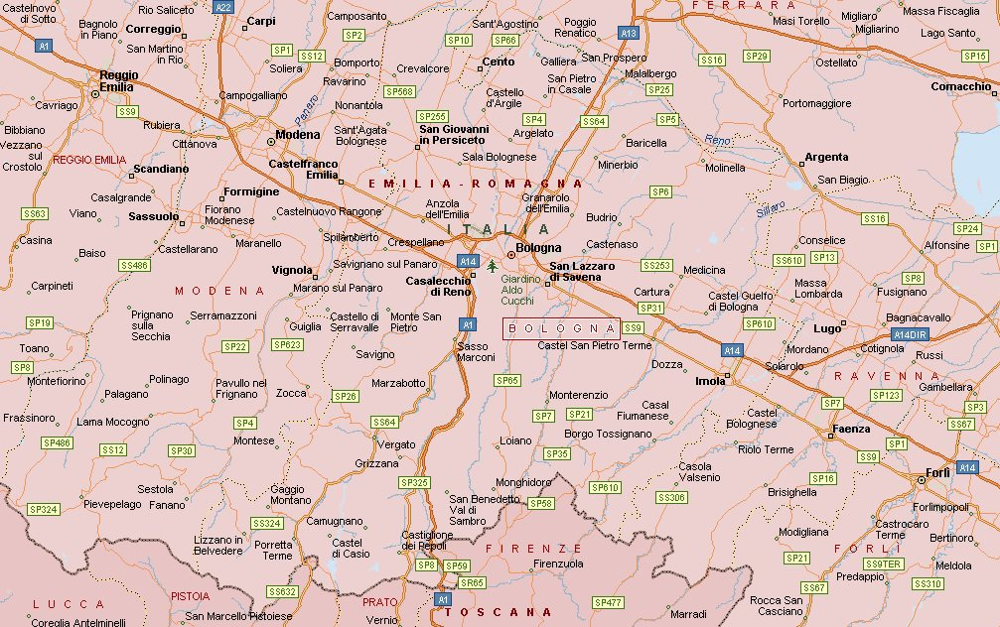 Castelnovo
di Sotto
Rio Saliceto
A22
Camposanto
FERRARA
Massa Fiscaglia
Bagnolo
in Piano
Correggio
Carpi
SP2
Sant'Agostino
Poggio
Renatico
A13
Masi Torello
Migliaro
Migliarino
Lago Santo
A1
San Martino
in Rio
SP1
SS12
SP10
SP66
Soliera
Bomporto
Crevalcore
Cento
Galliera
San Prospero
SS16
SP29
Ostellato
SP15
Reggio
Emilia
Ravarino
SP568
San Pietro
in Casale
Malalbergo
SP25
Comacchio
Cavriago
SS9
Campogalliano
Panaro
Nonantola
Castello
d'Argile
Portomaggiore
Bibbiano
Rubiera
Modena
Sant'Agata
Bolognese
SP255
San Giovanni
in Persiceto
SP4
Argelato
SS64
SP5
Vezzano
sul
Crostolo
Cittànova
REGGIO EMILIA
Baricella
Reno
Scandiano
Castelfranco
Emilia
Sala Bolognese
Minerbio
Molinella
Argenta
San Biagio
EMILIA-ROMAGNA
Casalgrande
Formigine
Granarolo
dell'Emilia
SP6
SS63
Viano
Sassuolo
Fiorano
Modenese
Castelnuovo Rangone
Anzola
dell'Emilia
ITALIA
Budrio
Sillaro
SS16
SP24
Casina
Baiso
Castellarano
Maranello
Spilamberto
Crespellano
Bologna
Castenaso
Conselice
Alfonsine
SP1
SS486
Vignola
Savignano sul Panaro
A14
San Lazzaro
di Savena
SS253
Medicina
SS610
SP13
Carpineti
MODENA
Marano sul Panaro
Casalecchio
di Reno
Giardino
Aldo
Cucchi
Cartura
Castel Guelfo
di Bologna
Massa
Lombarda
SP8
Fusignano
SP19
Prignano
sulla
Secchia
Serramazzoni
Guiglia
Castello di
Serravalle
Monte San
Pietro
A1
BOLOGNA
SS9
SP31
SP610
Lugo
Bagnacavallo
A14DIR
Toano
SP22
SP623
Savigno
Sasso
Marconi
Castel San Pietro Terme
A14
Mordano
Cotignola
Russi
SP8
Montefiorino
Polinago
Pavullo nel
Frignano
Zocca
Marzabotto
SP65
Dozza
Imola
Solarolo
RAVENNA
Gambellara
Palagano
SP26
Monterenzio
SP123
SP7
SP3
Frassinoro
Lama Mocogno
SP4
SS64
SP7
SP21
Casal
Fiumanese
Castel
Bolognese
SS67
SP486
SS12
SP30
Montese
Vergato
Loiano
Borgo Tossignano
Faenza
SP1
Grizzana
SP35
Riolo Terme
SS9
A14
Sestola
Fanano
Gaggio
Montano
SP325
Monghidoro
Casola
Valsenio
SP16
Forlì
SP324
Pievepelago
San Benedetto
Val di
Sambro
SP58
SP610
SS306
Brisighella
Forlimpopoli
SS324
Camugnano
Lizzano in
Belvedere
Porretta
Terme
Castel
di Casio
Castiglione
dei Pepoli
FIRENZE
Modigliana
Castrocaro
Terme
Bertinoro
FORLÌ
SP8
SP59
Firenzuola
SP21
SS9TER
Meldola
SS632
SR65
Predappio
SS310
LUCCA
PISTOIA
PRATO
A1
SP477
SS67
San Marcello Pistoiese
Vernio
TOSCANA
Rocca San
Casciano
Coreglia Antelminelli
Marradi